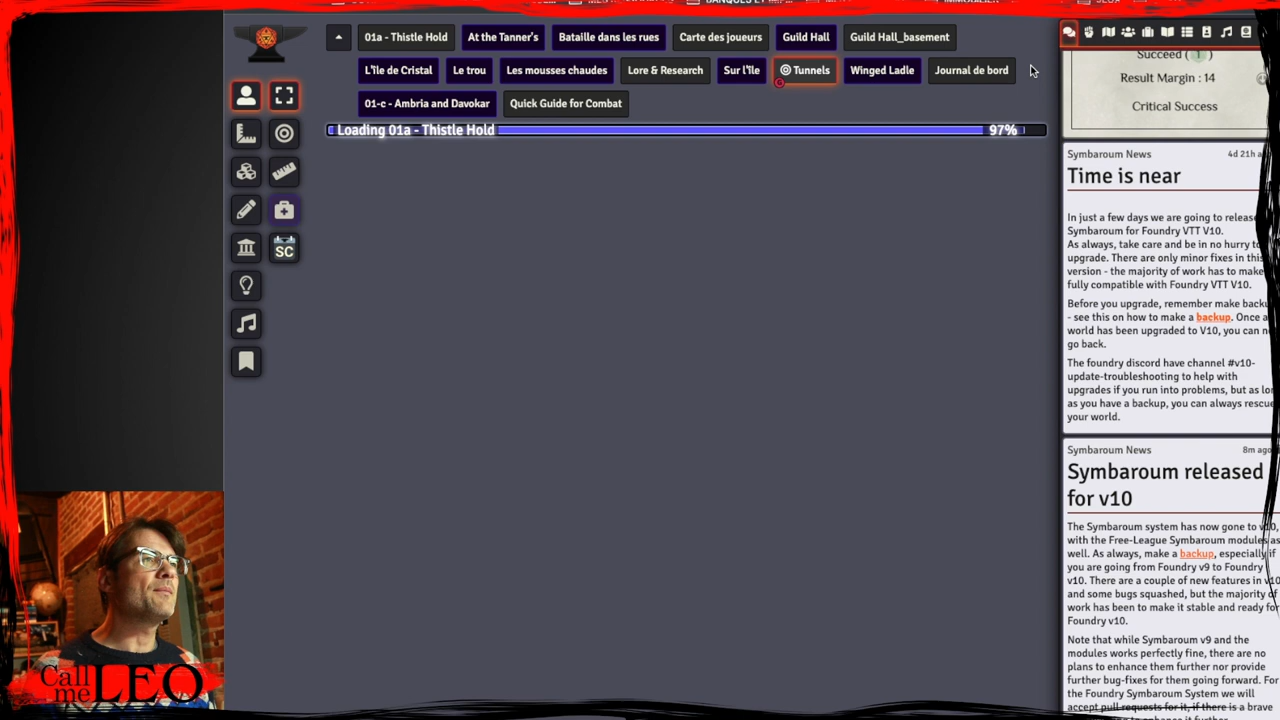 BANQUES ET
IMMOBILIER
01a - Thistle Hold
At the Tanner's
Bataille dans les rues
Carte des joueurs
Guild Hall
Guild Hall_basement
L'Île de Cristal
Le trou
Les mousses chaudes
Lore & Research
Sur l'île
Tunnels
Winged Ladle
Journal de bord
01-c - Ambria and Davokar
Quick Guide for Combat
Loading 01a - Thistle Hold
97%
SC
Succeed ( 1 )
Result Margin : 14
Critical Success
Symbaroum News
4d 21h
Time is near
In just a few days we are going to release
Symbaroum for Foundry VTT V10.
As always, take care and be in no hurry to
upgrade. There are only minor fixes in this
version - the majority of work has to make
fully compatible with Foundry VTT V10.
Before you upgrade, remember make
- see this on how to make a backup. Once a
world has been upgraded to V10, you can
go back.
The foundry discord have channel #v10-
update-troubleshooting to help with
upgrades if you run into problems, but as
as you have a backup, you can always rescue
your world.
Symbaroum News
8m ago
Symbaroum released
for v10
The Symbaroum system has now gone to v10,
with the Free-League Symbaroum modules as
well. As always, make a backup, especially if
you are going from Foundry v9 to Foundry
v10. There are a couple of new features in v10
and some bugs squashed, but the majority of
work has been to make it stable and ready for
Foundry v10.
Note that while Symbaroum v9 and the
modules works perfectly fine, there are no
plans to enhance them further nor provide
further bug-fixes for them going forward. For
the Foundry Symbaroum System we will
accept pull requests for it, if there is a brave
Call
me LEO